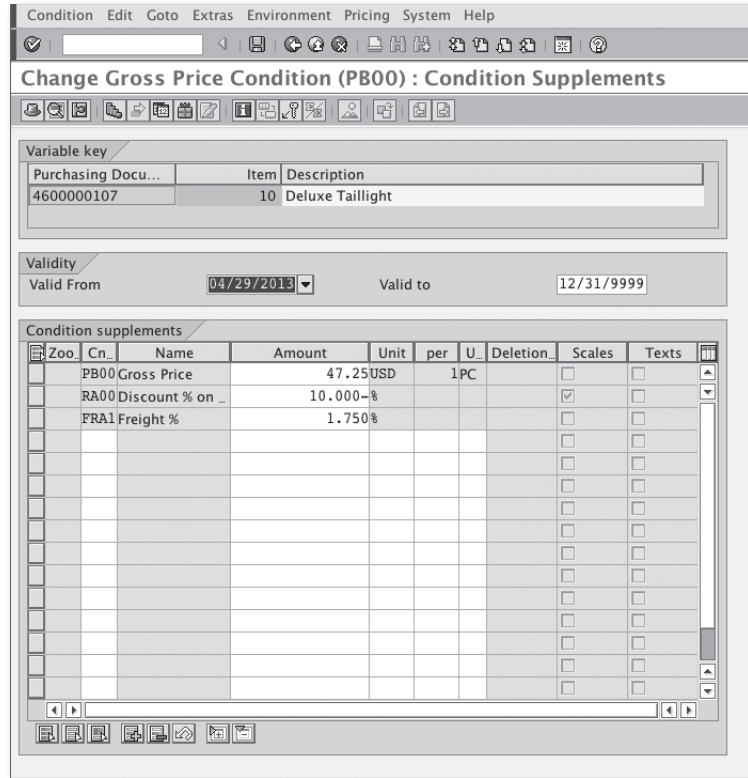 Condition Edit Goto Extras Environment Pricing System Help
Change Gross Price Condition (PB00) : Condition Supplements
Variable key
Purchasing Docu... Item Description
4600000107 10 Deluxe Taillight
Validity
Valid From 04/29/2013 Valid to 12/31/9999
Condition supplements
Zoo.. Cn.. Name Amount Unit per U.. Deletion.. Scales Texts
PB00 Gross Price 47.25 USD 1 PC
RA00 Discount % on … 10.000- %
FRA1 Freight % 1.750 %